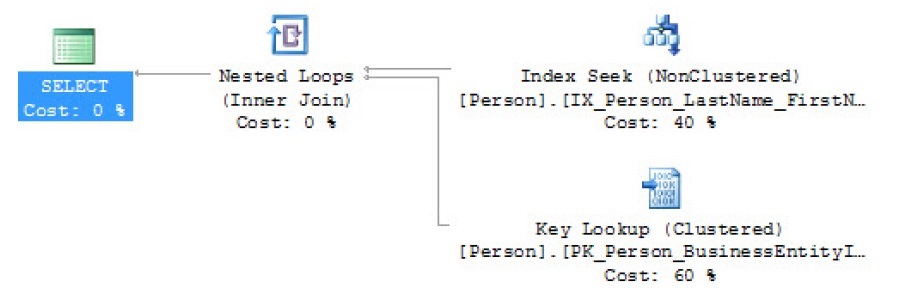 SELECT
Cost: 0 %
Nested Loops
(Inner Join)
Cost: 0 %
Index Seek (NonClustered)
[Person].[IX_Person_LastName_FirstN…
Cost: 40 %
Key Lookup (Clustered)
[Person].[PK_Person_BusinessEntityI…
Cost: 60 %